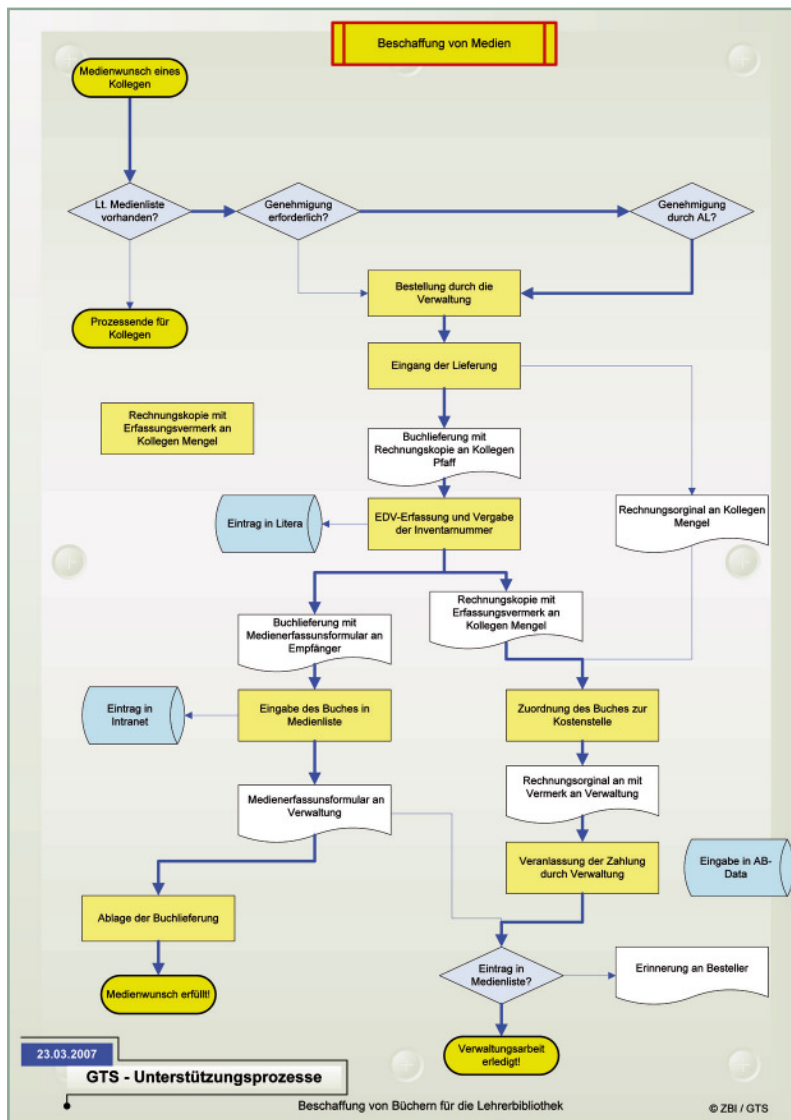 Beschaffung von Medien
Medienwunsch eines
Kollegen
Lt. Medienliste
vorhanden?
Genehmigung
erforderlich?
Genehmigung
durch AL?
Bestellung durch die
Verwaltung
Prozessende für
Kollegen
Eingang der Lieferung
Rechnungskopie mit
Erfassungsvermerk an
Kollegen Mengel
Buchlieferung mit
Rechnungskopie an Kollegen
Pfaff
Eintrag in Litera
EDV-Erfassung und Vergabe
der Inventarnummer
Rechnungsorginal an Kollegen
Mengel
Buchlieferung mit
Medienerfassunsformular an
Empfänger
Rechnungskopie mit
Erfassungsvermerk an
Kollegen Mengel
Eintrag in
Intranet
Eingabe des Buches in
Medienliste
Zuordnung des Buches zur
Kostenstelle
Medienerfassunsformular an
Verwaltung
Rechnungsorginal an mit
Vermerk an Verwaltung
Veranlassung der Zahlung
durch Verwaltung
Eingabe in AB-
Data
Ablage der Buchlieferung
Eintrag in
Medienliste?
Erinnerung an Besteller
Medienwunsch erfüllt!
Verwaltungsarbeit
erledigt!
23.03.2007
GTS - Unterstützungsprozesse
Beschaffung von Büchern für die Lehrerbibliothek
© ZBI / GTS